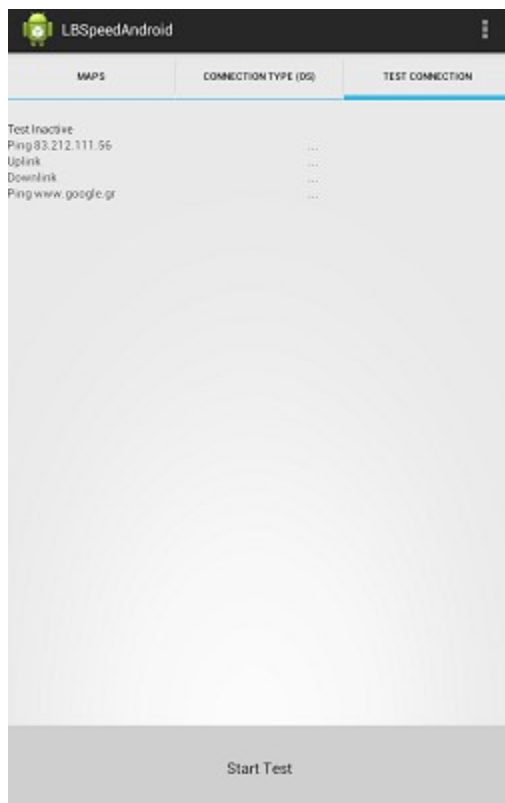 LBSpeedAndroid
MAPS CONNECTION TYPE (DS) TEST CONNECTION
Test Inactive
Ping 83.212.111.56 ...
Uplink ...
Downlink ...
Ping www.google.gr ...
Start Test